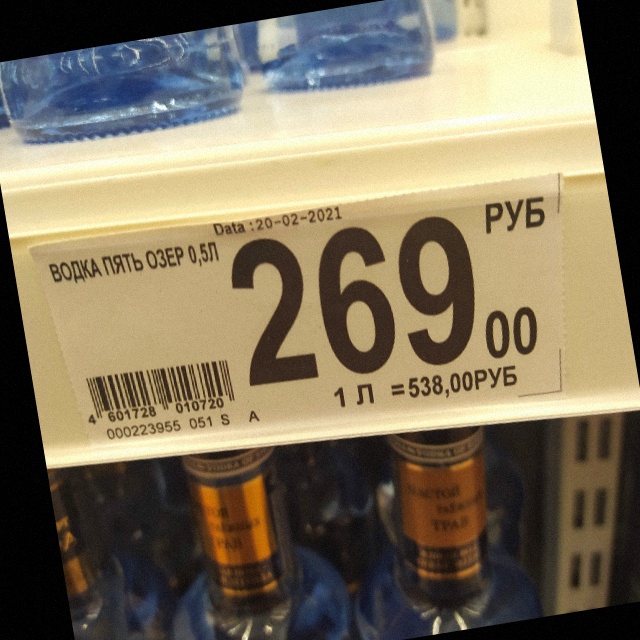 Data :20-02-2021
ВОДКА ПЯТЬ ОЗЕР 0,5Л
269 00 РУБ
1 Л =538,00РУБ
4 601728 010720
000223955 051 S A
ТРАВ